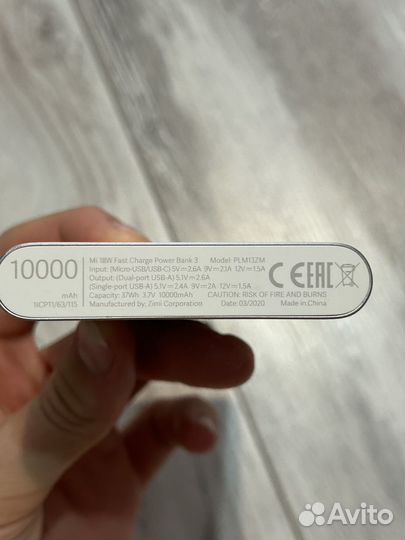 10000
mAh
1ICPT1/63/115
Mi 18W Fast Charge Power Bank 3 Model: PLM13ZM
Input: (Micro-USB/USB-C) 5V⎓2.6A 9V⎓2.1A 12V⎓1.5A
Output: (Dual-port USB-A) 5.1V⎓2.6A
(Single-port USB-A) 5.1V⎓2.4A 9V⎓2A 12V⎓1.5A
Capacity: 37Wh 3.7V 10000mAh CAUTION: RISK OF FIRE AND BURNS
Manufactured by: Zimi Corporation Date: 03/2020 Made in China
CE EAC
Avito